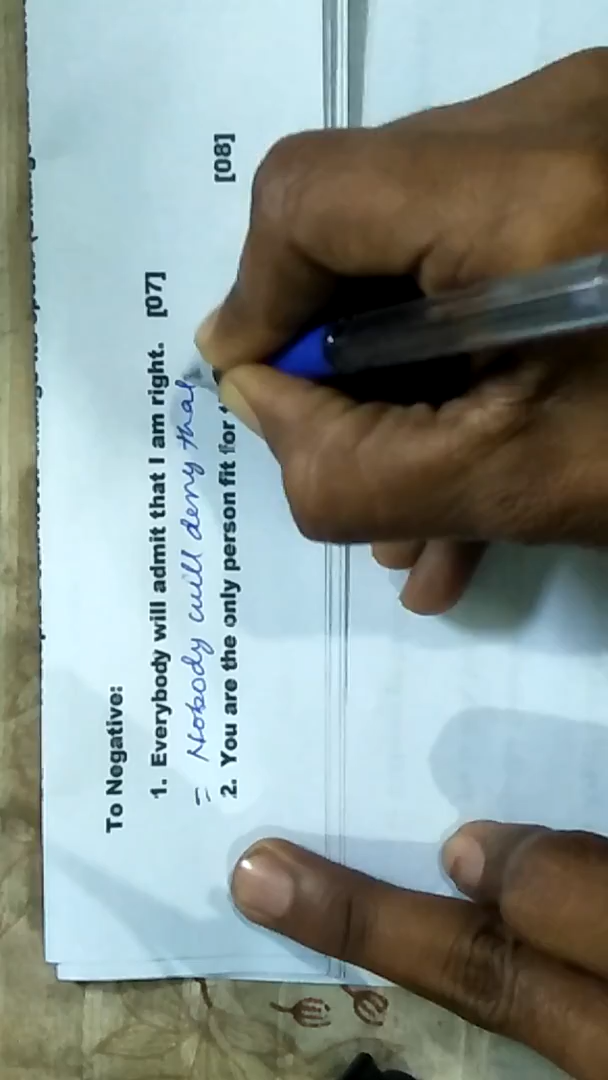 To Negative:
1. Everybody will admit that I am right. [07]
= Nobody will deny that
2. You are the only person fit for [08]